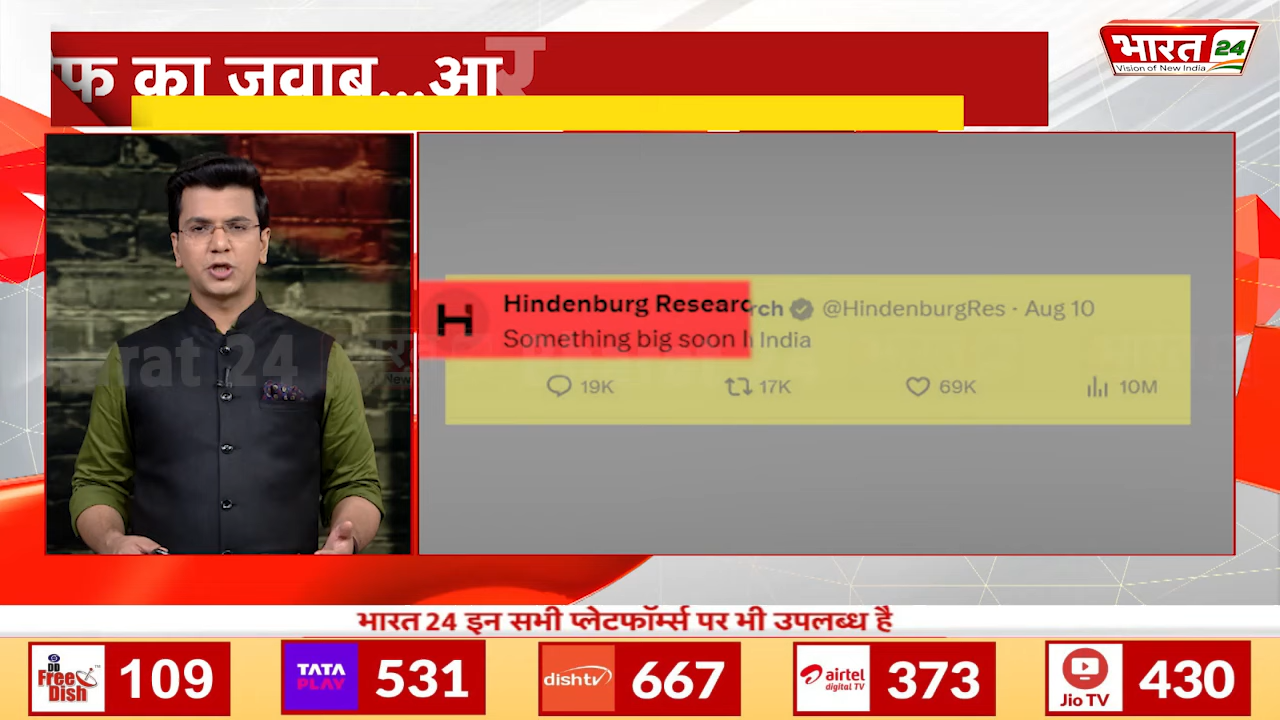 का जवाब...आर
भारत 24
Vision of New India
Hindenburg Research @HindenburgRes · Aug 10
Something big soon India
19K 17K 69K 10M
भारत 24 इन सभी प्लेटफॉर्म्स पर भी उपलब्ध है
DD Free Dish 109
TATA PLAY 531
dishtv 667
airtel digital TV 373
Jio TV 430